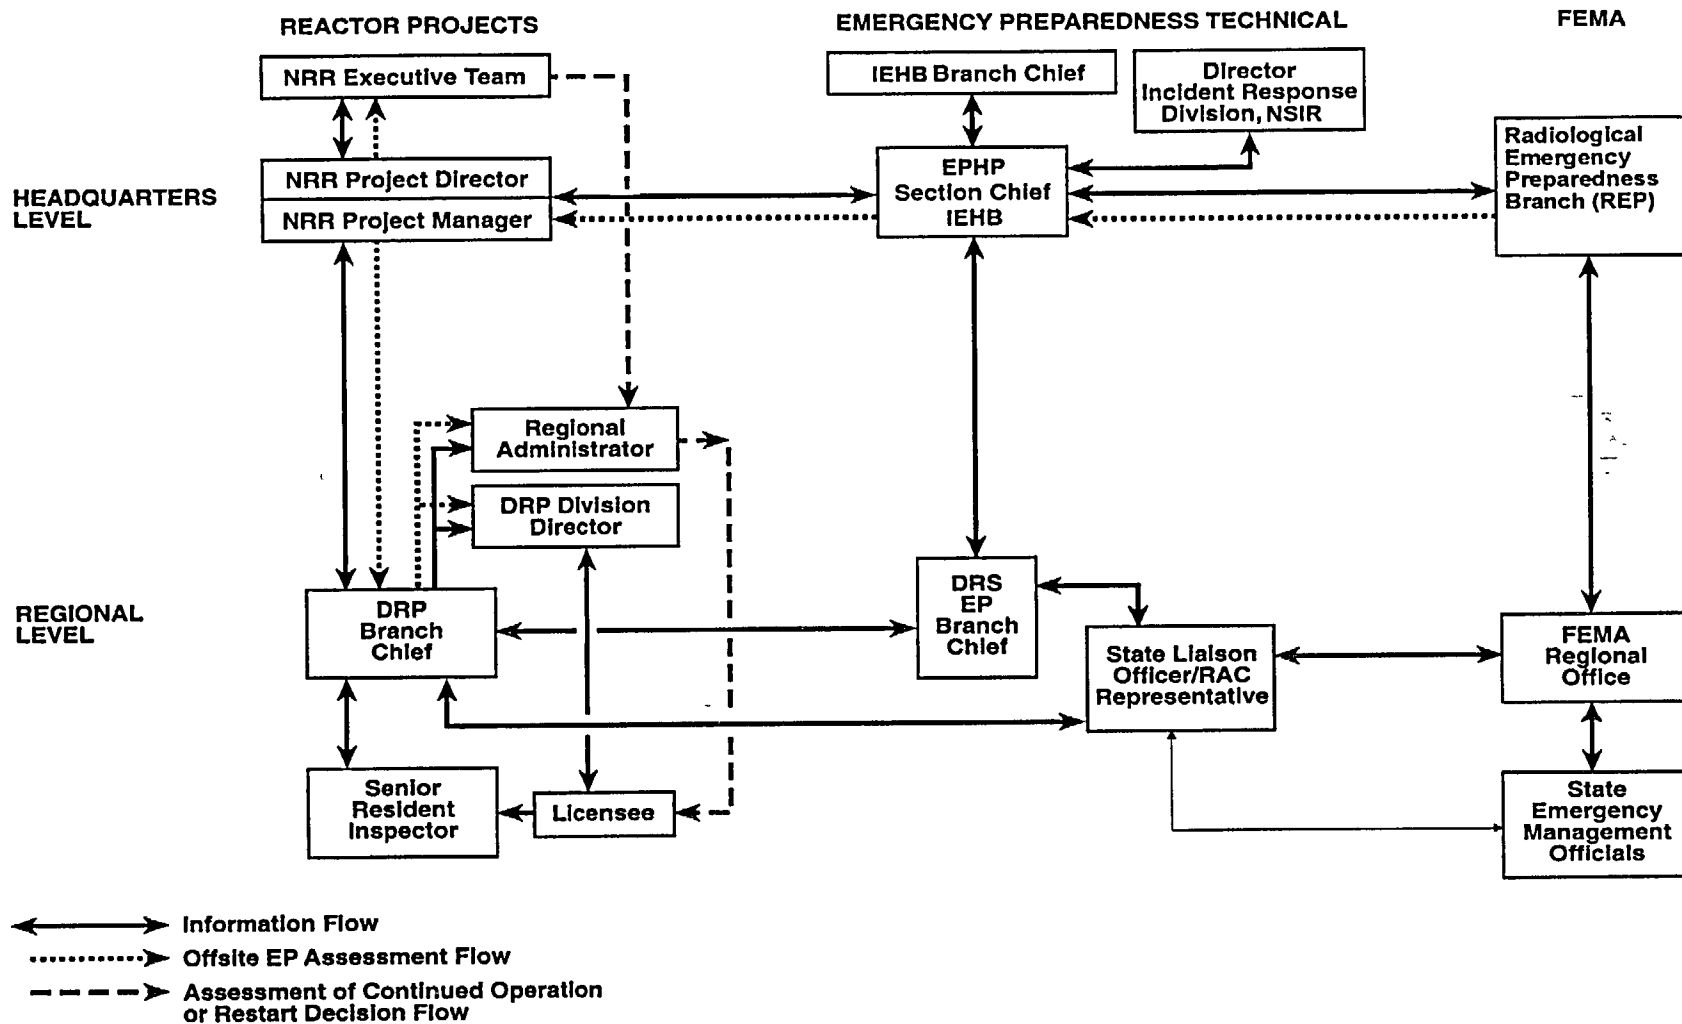 REACTOR PROJECTS
EMERGENCY PREPAREDNESS TECHNICAL
FEMA
NRR Executive Team
IEHB Branch Chief
Director
Incident Response
Division, NSIR
Radiological
Emergency
Preparedness
Branch (REP)
HEADQUARTERS
LEVEL
NRR Project Director
NRR Project Manager
EPHP
Section Chief
IEHB
Regional
Administrator
DRP Division
Director
REGIONAL
LEVEL
DRP
Branch
Chief
DRS
EP
Branch
Chief
State Liaison
Officer/RAC
Representative
FEMA
Regional
Office
Senior
Resident
Inspector
Licensee
State
Emergency
Management
Officials
Information Flow
Offsite EP Assessment Flow
Assessment of Continued Operation
or Restart Decision Flow